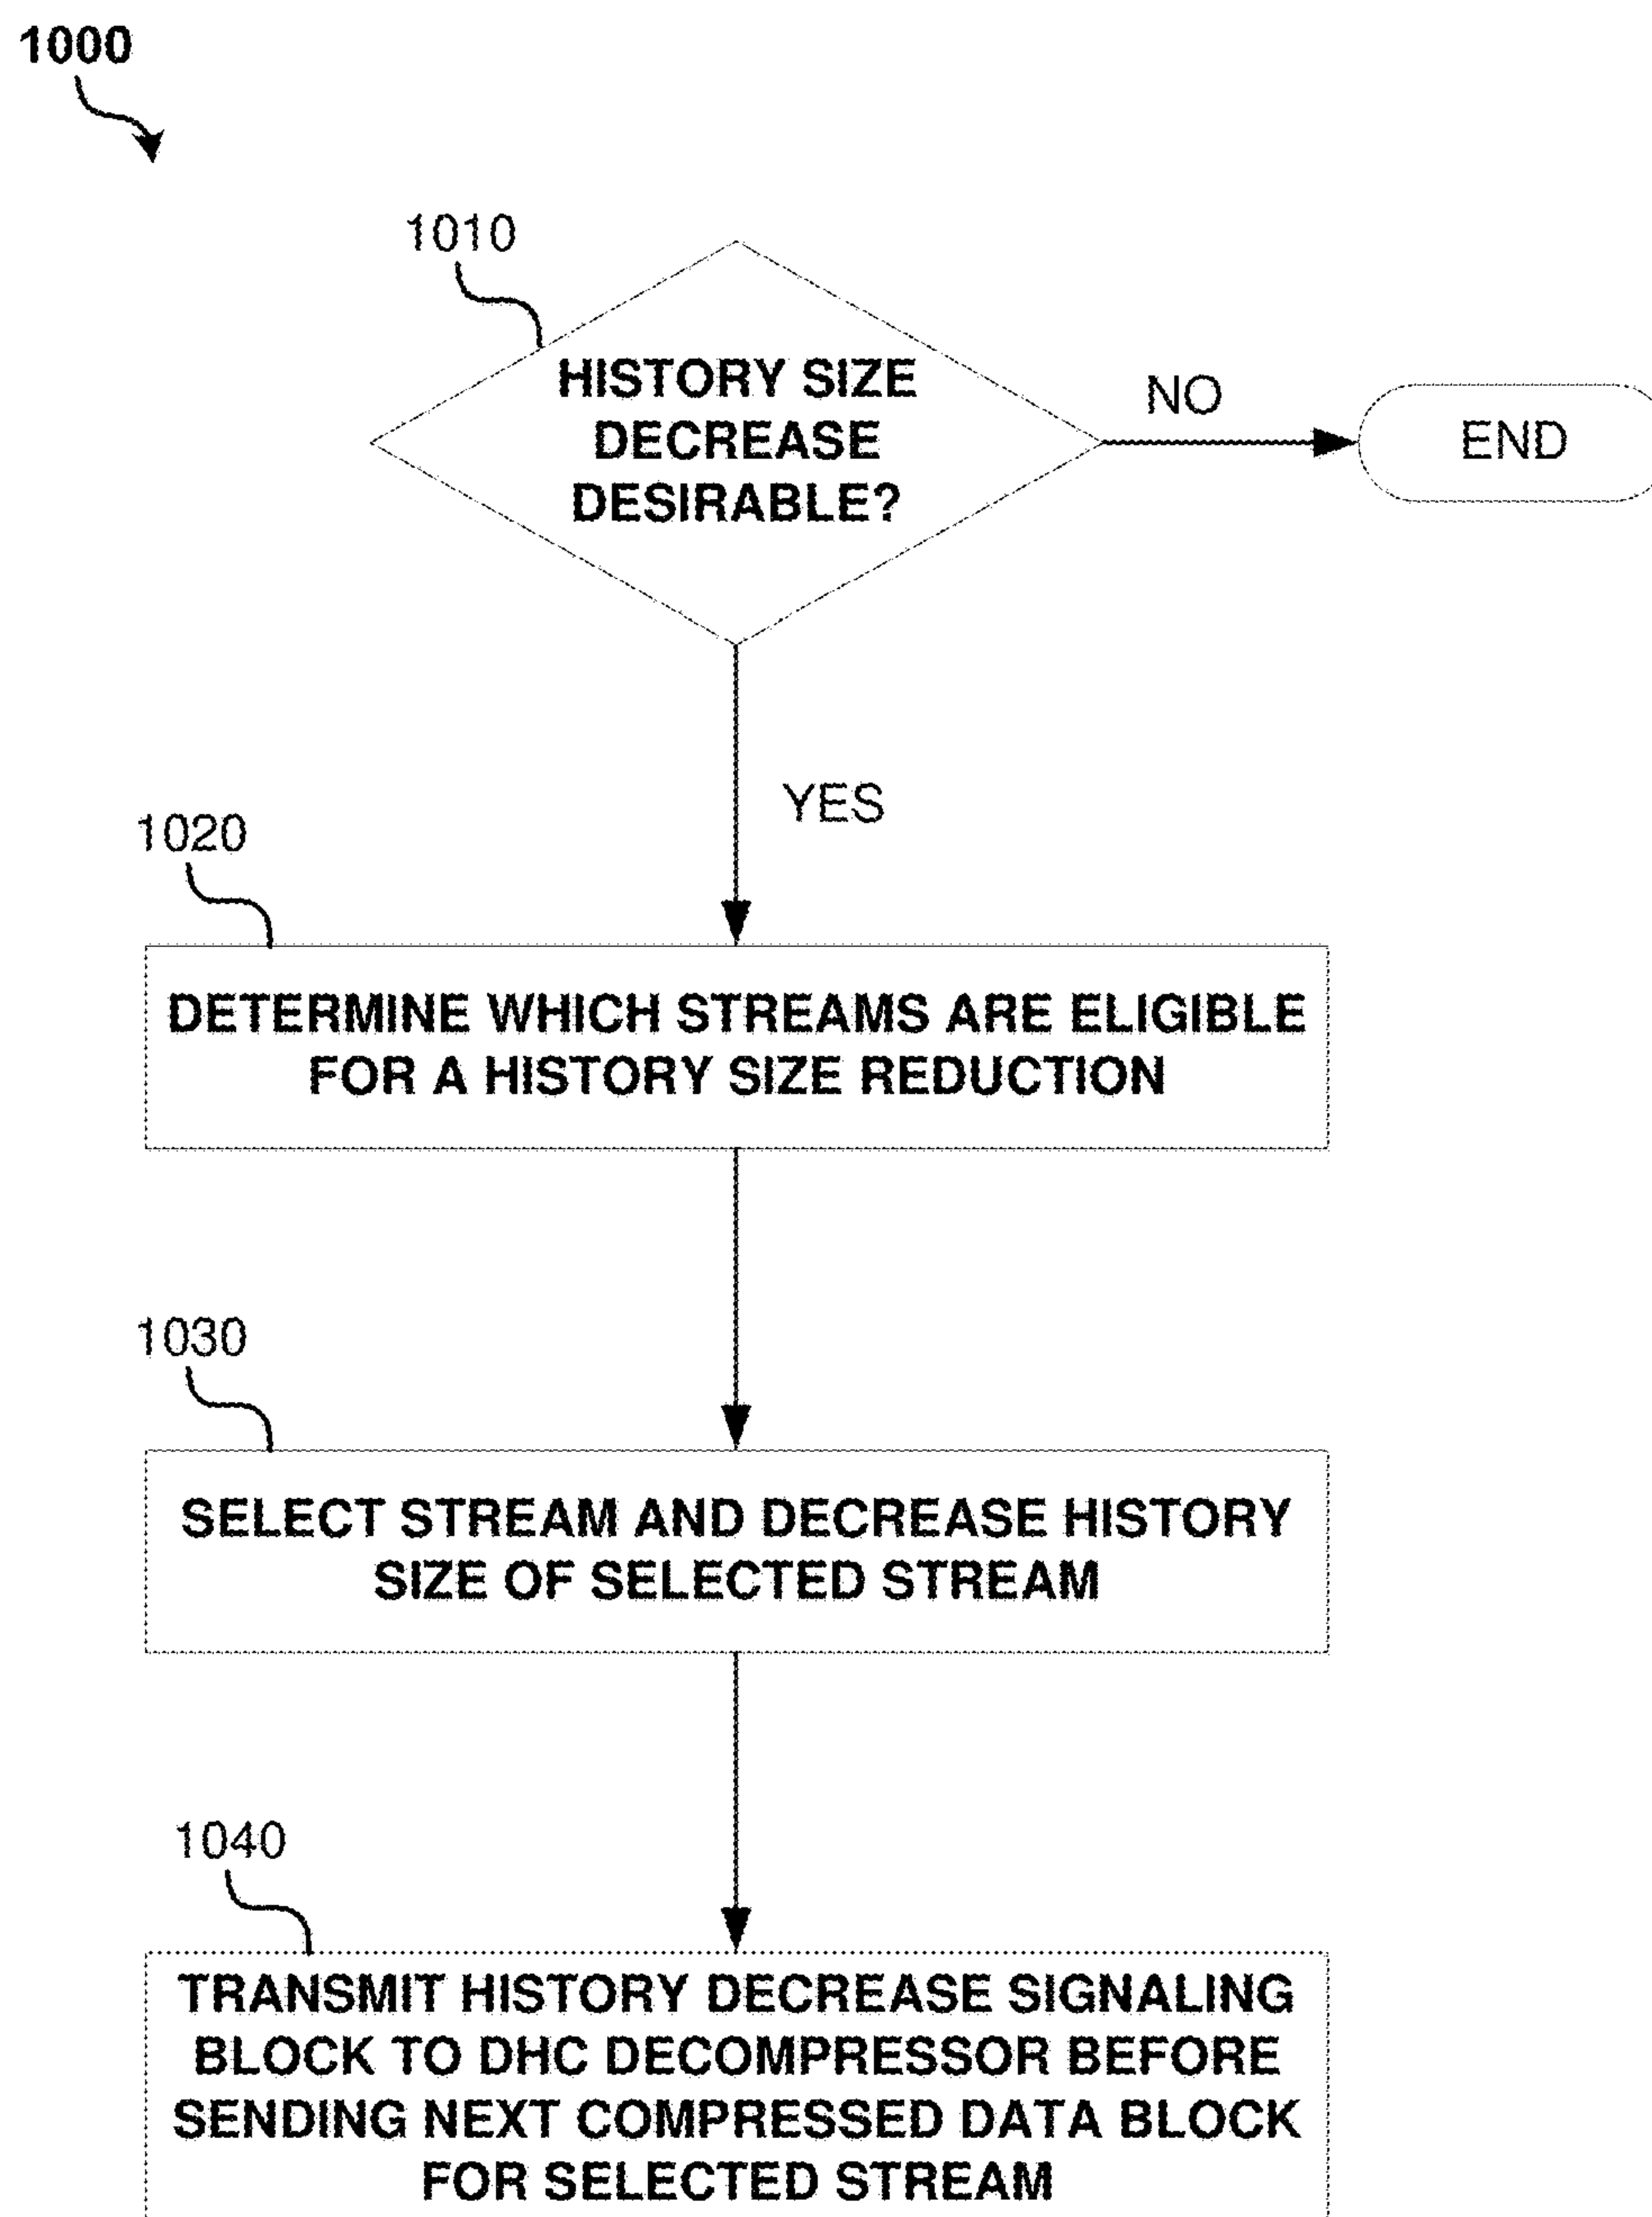 1000
1010
HISTORY SIZE
DECREASE
DESIRABLE?
NO
END
YES
1020
DETERMINE WHICH STREAMS ARE ELIGIBLE
FOR A HISTORY SIZE REDUCTION
1030
SELECT STREAM AND DECREASE HISTORY
SIZE OF SELECTED STREAM
1040
TRANSMIT HISTORY DECREASE SIGNALING
BLOCK TO DHC DECOMPRESSOR BEFORE
SENDING NEXT COMPRESSED DATA BLOCK
FOR SELECTED STREAM